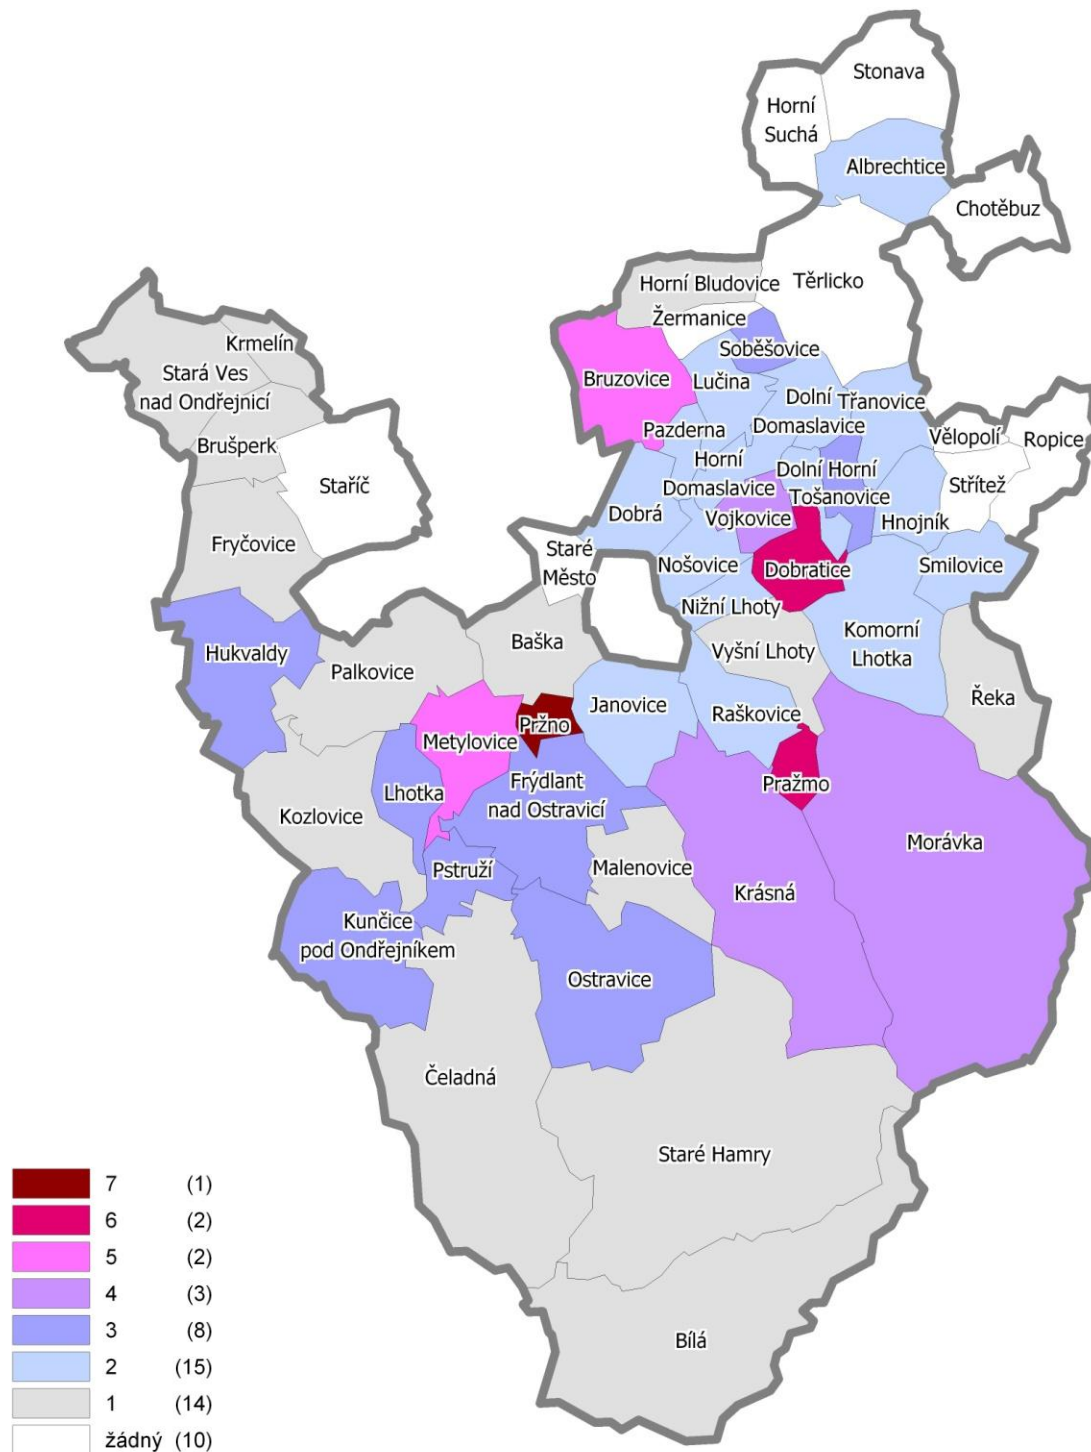 Stonava
Horní
Suchá
Albrechtice
Chotěbuz
Těrlicko
Horní Bludovice
Žermanice
Soběšovice
Krmelín
Stará Ves
nad Ondřejnicí
Bruzovice
Lučina
Dolní
Domaslavice
Třanovice
Brušperk
Pazderna
Vělopolí
Ropice
Staříč
Horní
Domaslavice
Dolní
Horní
Tošanovice
Střítež
Dobrá
Vojkovice
Hnojník
Fryčovice
Staré
Město
Nošovice
Dobratice
Smilovice
Nižní Lhoty
Hukvaldy
Baška
Vyšní Lhoty
Komorní
Lhotka
Palkovice
Řeka
Janovice
Raškovice
Pržno
Metylovice
Frýdlant
nad Ostravicí
Pražmo
Lhotka
Kozlovice
Morávka
Pstruží
Malenovice
Krásná
Kunčice
pod Ondřejníkem
Ostravice
Čeladná
Staré Hamry
Bílá
7 (1)
6 (2)
5 (2)
4 (3)
3 (8)
2 (15)
1 (14)
žádný (10)